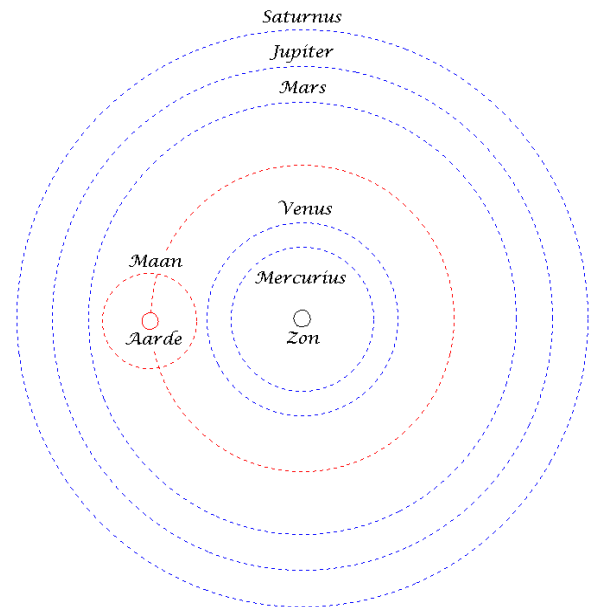 Saturnus
Jupiter
Mars
Venus
Maan
Mercurius
Aarde
Zon